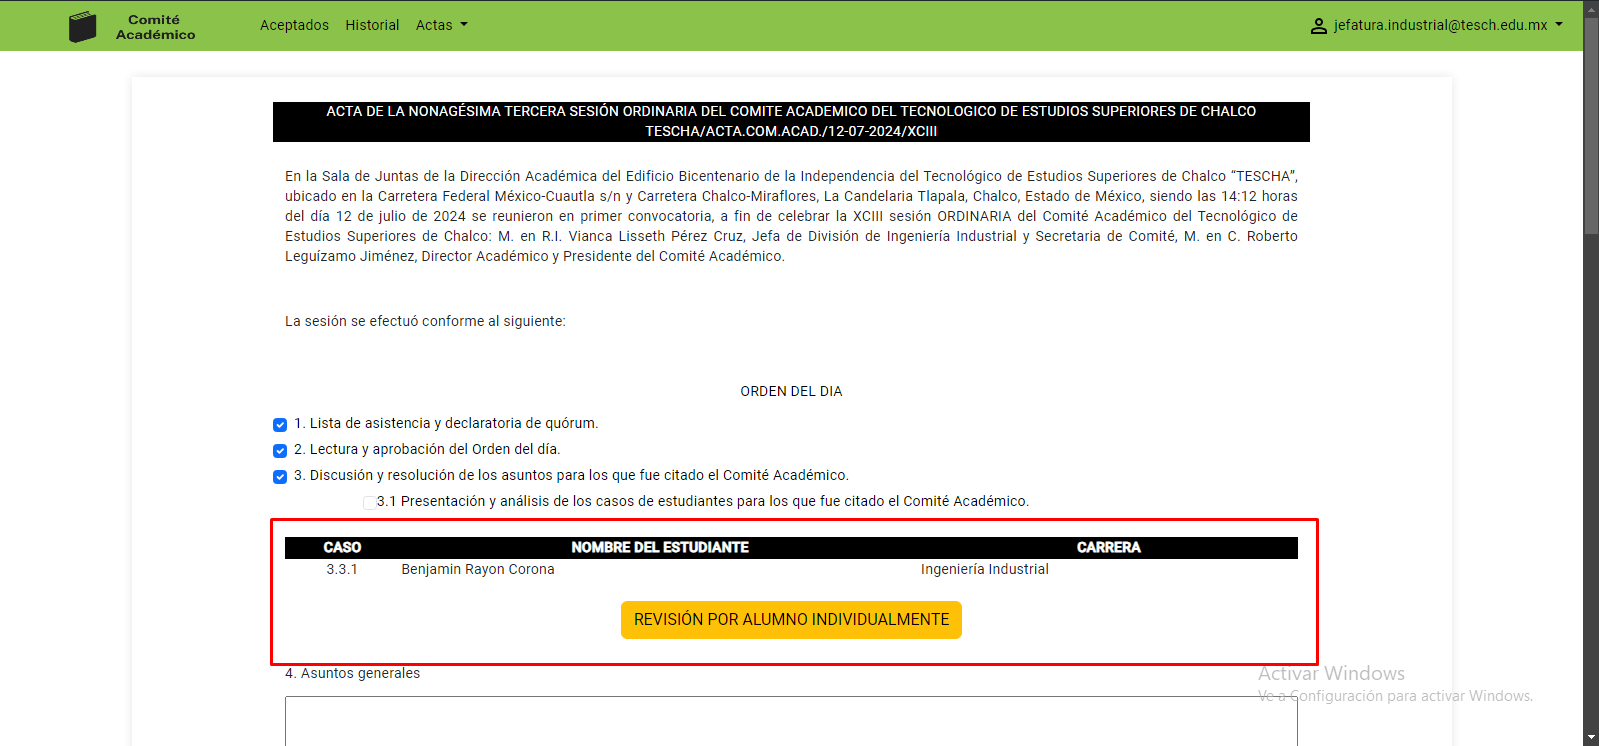 Comité
Académico
Aceptados Historial Actas
jefatura.industrial@tesch.edu.mx
ACTA DE LA NONAGÉSIMA TERCERA SESIÓN ORDINARIA DEL COMITE ACADEMICO DEL TECNOLOGICO DE ESTUDIOS SUPERIORES DE CHALCO
TESCHA/ACTA.COM.ACAD./12-07-2024/XCIII
En la Sala de Juntas de la Dirección Académica del Edificio Bicentenario de la Independencia del Tecnológico de Estudios Superiores de Chalco “TESCHA”,
ubicado en la Carretera Federal México-Cuautla s/n y Carretera Chalco-Miraflores, La Candelaria Tlapala, Chalco, Estado de México, siendo las 14:12 horas
del día 12 de julio de 2024 se reunieron en primer convocatoria, a fin de celebrar la XCIII sesión ORDINARIA del Comité Académico del Tecnológico de
Estudios Superiores de Chalco: M. en R.I. Vianca Lisseth Pérez Cruz, Jefa de División de Ingeniería Industrial y Secretaria de Comité, M. en C. Roberto
Leguízamo Jiménez, Director Académico y Presidente del Comité Académico.
La sesión se efectuó conforme al siguiente:
ORDEN DEL DIA
1. Lista de asistencia y declaratoria de quórum.
2. Lectura y aprobación del Orden del día.
3. Discusión y resolución de los asuntos para los que fue citado el Comité Académico.
3.1 Presentación y análisis de los casos de estudiantes para los que fue citado el Comité Académico.
CASO NOMBRE DEL ESTUDIANTE CARRERA
3.3.1 Benjamin Rayon Corona Ingeniería Industrial
REVISIÓN POR ALUMNO INDIVIDUALMENTE
4. Asuntos generales
Activar Windows
Ve a Configuración para activar Windows.